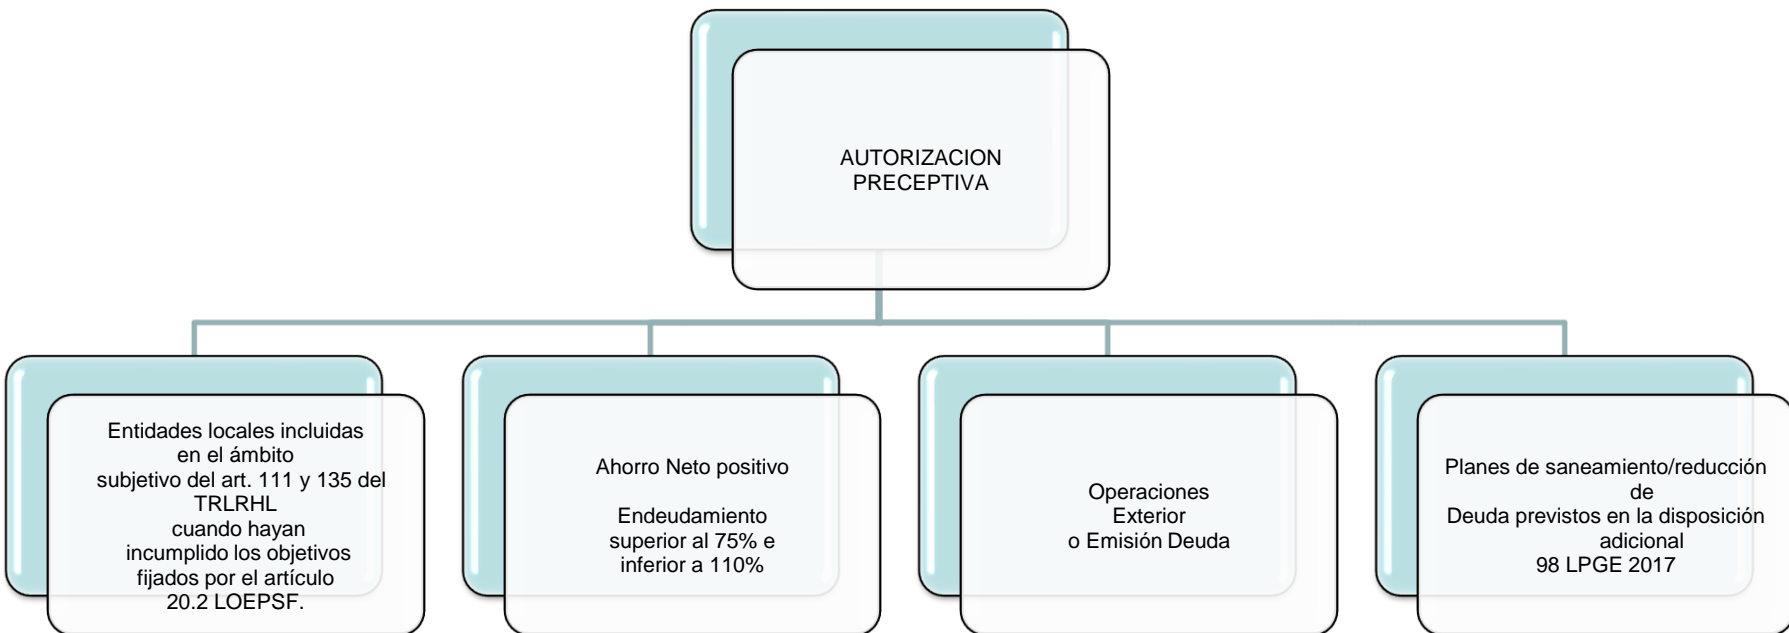 AUTORIZACION
PRECEPTIVA
Entidades locales incluidas
en el ámbito
subjetivo del art. 111 y 135 del
TRLRHL
cuando hayan
incumplido los objetivos
fijados por el artículo
20.2 LOEPSF.
Ahorro Neto positivo
Endeudamiento
superior al 75% e
inferior a 110%
Operaciones
Exterior
o Emisión Deuda
Planes de saneamiento/reducción
de
Deuda previstos en la disposición
adicional
98 LPGE 2017